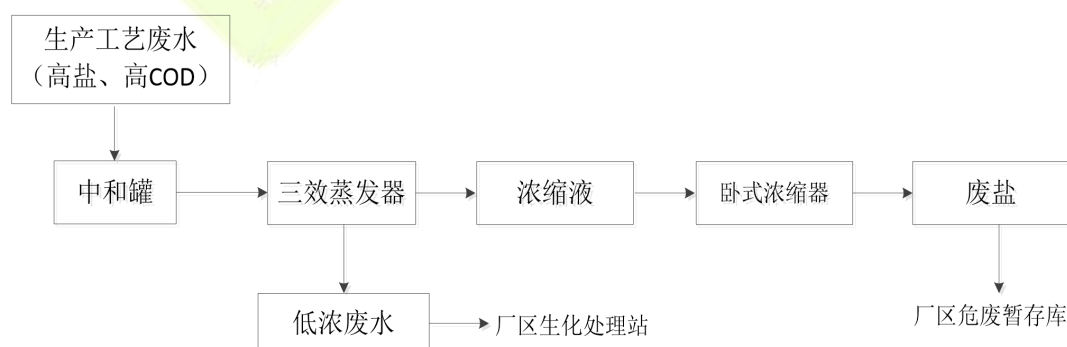 生产工艺废水
（高盐、高COD）
中和罐
三效蒸发器
浓缩液
卧式浓缩器
废盐
低浓废水
厂区生化处理站
厂区危废暂存库